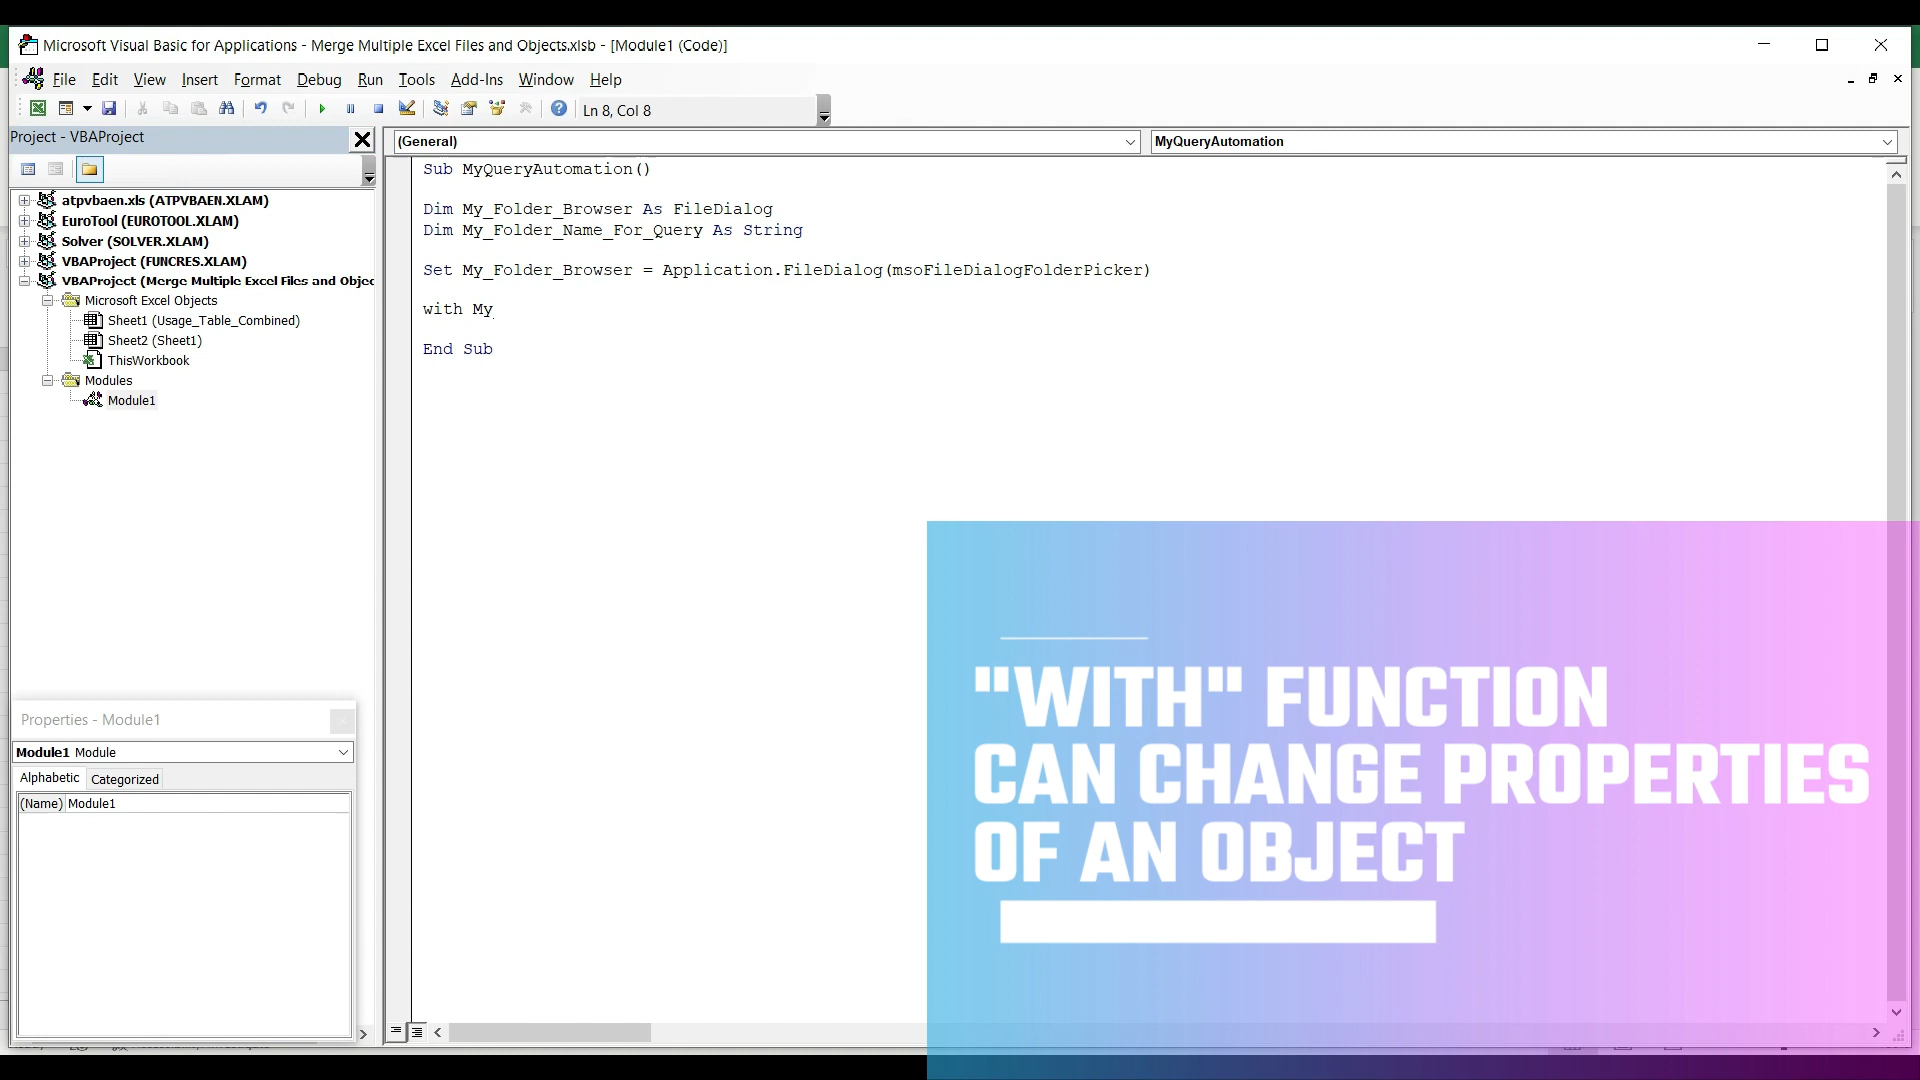 Microsoft Visual Basic for Applications - Merge Multiple Excel Files and Objects.xlsb - [Module1 (Code)]
File Edit View Insert Format Debug Run Tools Add-Ins Window Help
Ln 8, Col 8
Project - VBAProject
(General)
MyQueryAutomation
atpvbaen.xls (ATPVBAEN.XLAM)
EuroTool (EUROTOOL.XLAM)
Solver (SOLVER.XLAM)
VBAProject (FUNCRES.XLAM)
VBAProject (Merge Multiple Excel Files and Objec
Microsoft Excel Objects
Sheet1 (Usage_Table_Combined)
Sheet2 (Sheet1)
ThisWorkbook
Modules
Module1
Sub MyQueryAutomation()
Dim My_Folder_Browser As FileDialog
Dim My_Folder_Name_For_Query As String
Set My_Folder_Browser = Application.FileDialog(msoFileDialogFolderPicker)
with My
End Sub
Properties - Module1
Module1 Module
Alphabetic Categorized
(Name) Module1
"WITH" FUNCTION
CAN CHANGE PROPERTIES
OF AN OBJECT